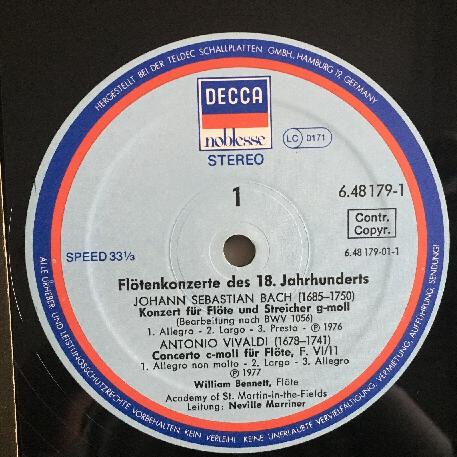 HERGESTELLT BEI DER TELDEC SCHALLPLATTEN GMBH, HAMBURG 19, GERMANY
DECCA
noblesse
STEREO
LC 0171
1
6.48179-1
Contr.
Copyr.
6.48 179-01-1
SPEED 33⅓
Flötenkonzerte des 18. Jahrhunderts
JOHANN SEBASTIAN BACH (1685-1750)
Konzert für Flöte und Streicher g-moll
(Bearbeitung nach BWV 1056)
1. Allegro - 2. Largo - 3. Presto - ℗ 1976
ANTONIO VIVALDI (1678-1741)
Concerto c-moll für Flöte, F. VI/11
1. Allegro non molto - 2. Largo - 3. Allegro
℗ 1977
William Bennett, Flöte
Academy of St. Martin-in-the-Fields
Leitung: Neville Marriner
ALLE URHEBER- UND LEISTUNGSSCHUTZRECHTE VORBEHALTEN. KEIN VERLEIH! KEINE UNERLAUBTE VERVIELFÄLTIGUNG, VERMIETUNG, AUFFÜHRUNG, SENDUNG!